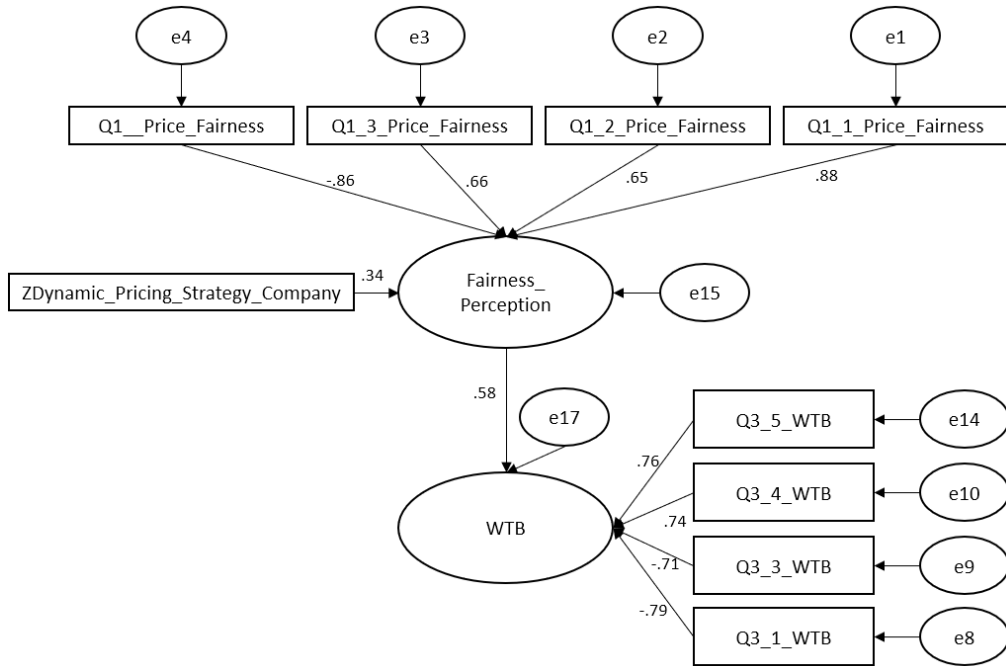 e4
e3
e2
e1
Q1__Price_Fairness
Q1_3_Price_Fairness
Q1_2_Price_Fairness
Q1_1_Price_Fairness
-.86
.66
.65
.88
ZDynamic_Pricing_Strategy_Company
.34
Fairness_
Perception
e15
.58
e17
WTB
.76
.74
-.71
-.79
Q3_5_WTB
e14
Q3_4_WTB
e10
Q3_3_WTB
e9
Q3_1_WTB
e8